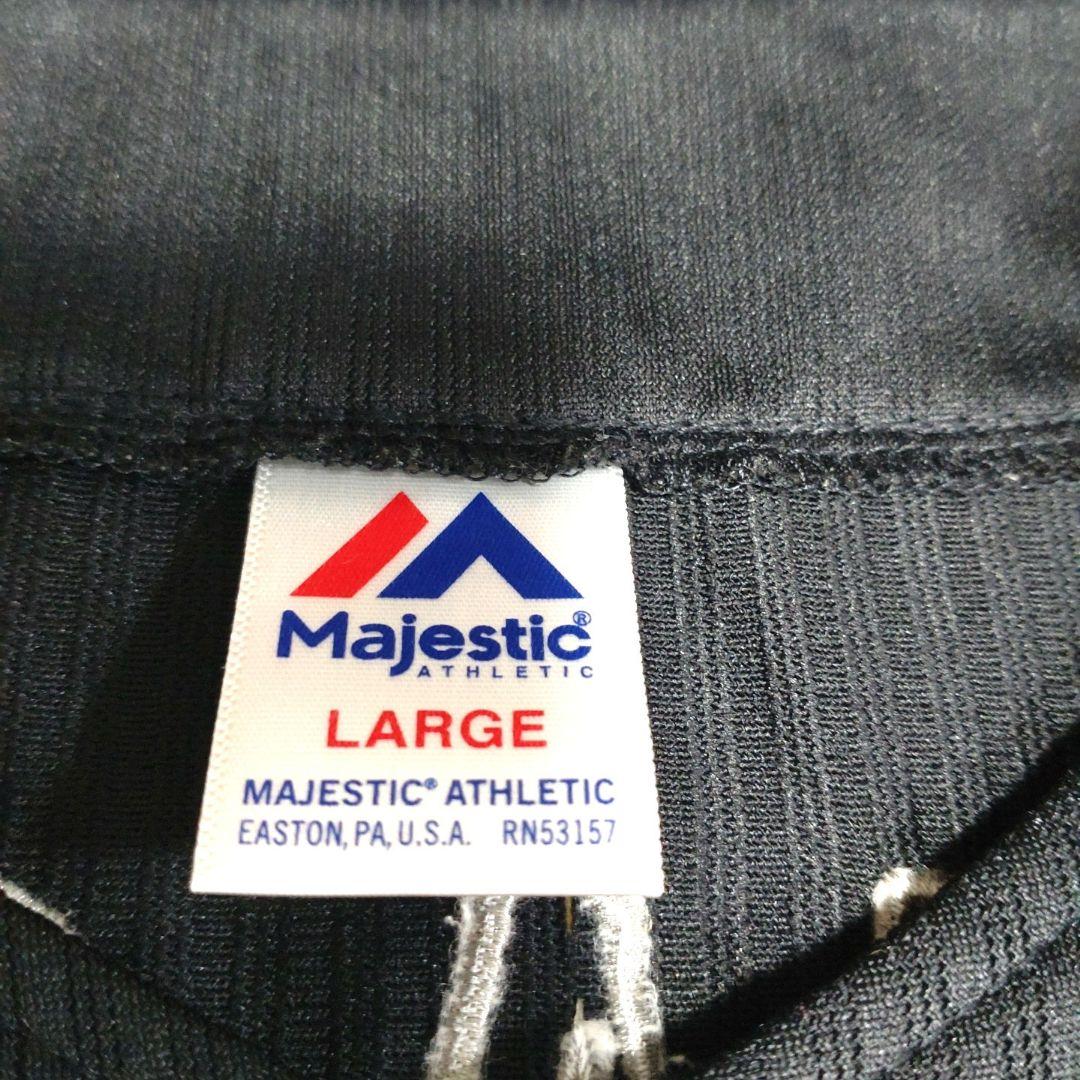 Majestic®
ATHLETIC
LARGE
MAJESTIC® ATHLETIC
EASTON, PA, U.S.A. RN53157